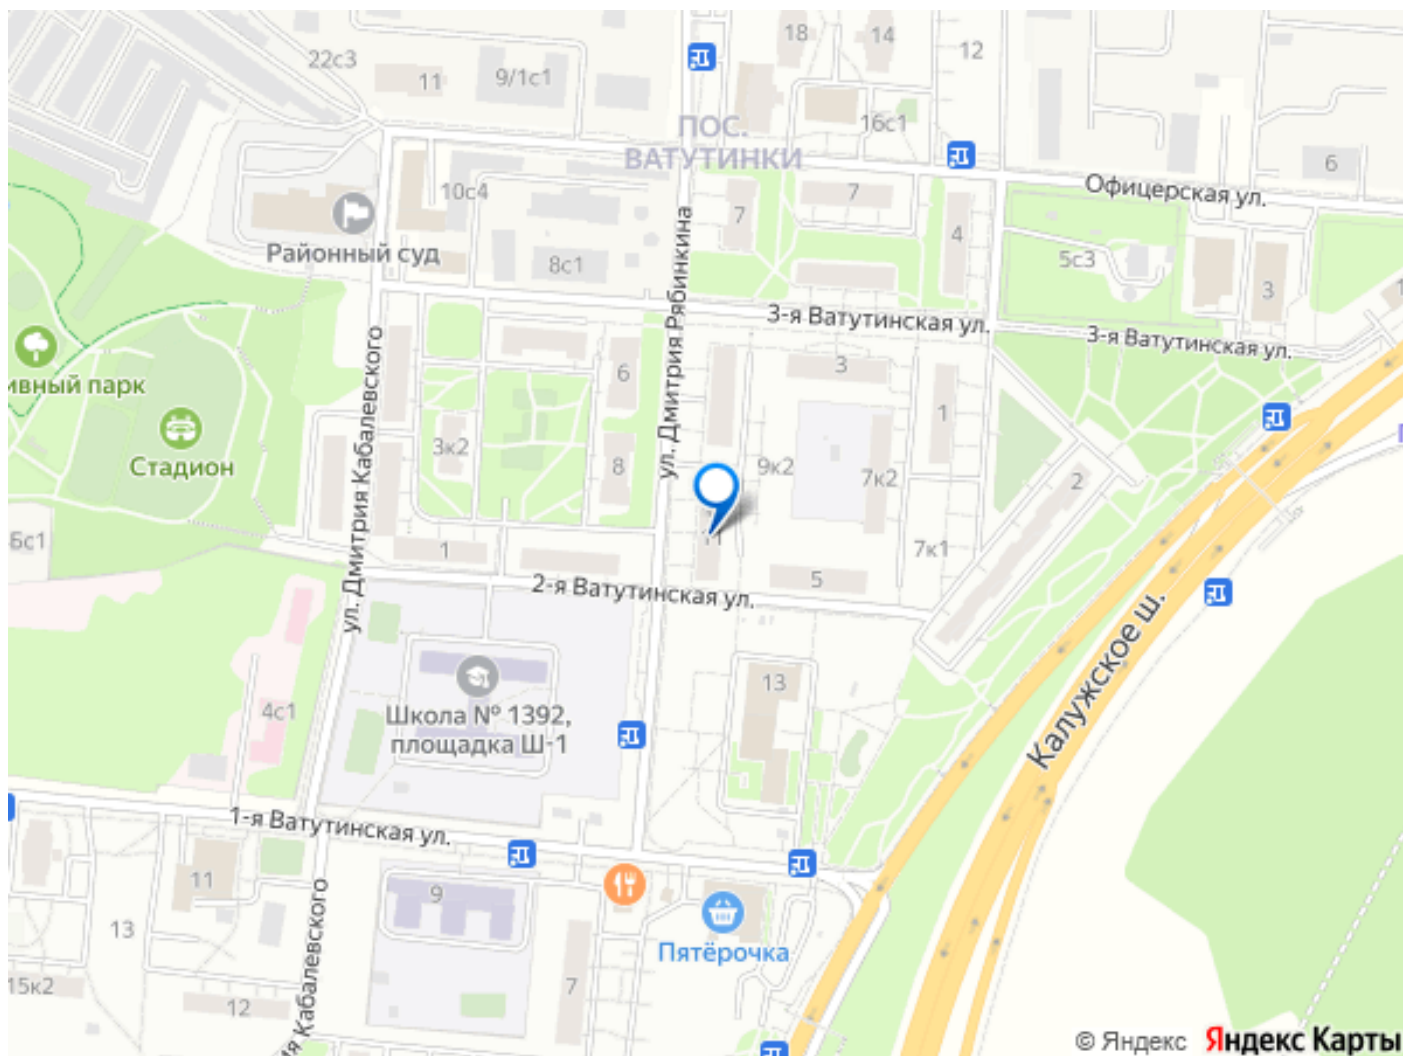 18
14
12
22с3
11
9/1с1
16с1
ПОС.
ВАТУТИНКИ
6
Офицерская ул.
10с4
7
7
4
Районный суд
8с1
5с3
3
3-я Ватутинская ул.
3-я Ватутинская ул.
ул. Дмитрия Рябинкина
ул. Дмитрия Кабалевского
ивный парк
6
3
1
Стадион
3к2
8
9к2
7к2
2
11
7к1
1
5
2-я Ватутинская ул.
Калужское ш.
4с1
Школа № 1392,
площадка Ш-1
13
1-я Ватутинская ул.
11
9
13
Пятёрочка
15к2
12
7
ия Кабалевского
© Яндекс Яндекс Карты